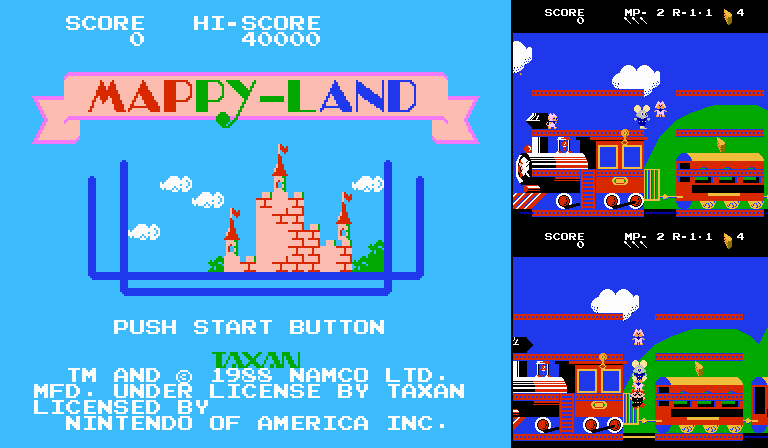 SCORE HI-SCORE
0 40000
MAPPY-LAND
PUSH START BUTTON
TAXAN
TM AND © 1988 NAMCO LTD.
MFD. UNDER LICENSE BY TAXAN
LICENSED BY
NINTENDO OF AMERICA INC.
SCORE MP- 2 R-1·1 4
0
SCORE MP- 2 R-1·1 4
0